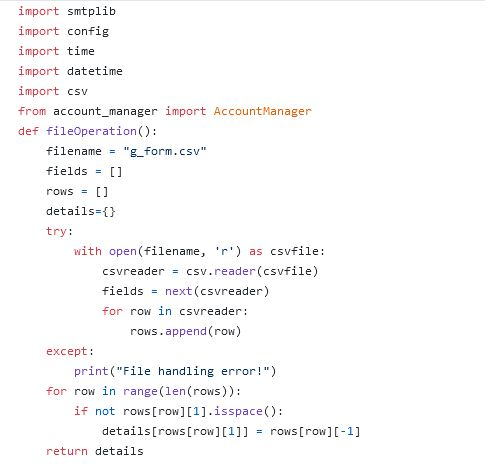 import smtplib
import config
import time
import datetime
import csv
from account_manager import AccountManager
def fileOperation():
    filename = "g_form.csv"
    fields = []
    rows = []
    details={}
    try:
        with open(filename, 'r') as csvfile:
            csvreader = csv.reader(csvfile)
            fields = next(csvreader)
            for row in csvreader:
                rows.append(row)
    except:
        print("File handling error!")
    for row in range(len(rows)):
        if not rows[row][1].isspace():
            details[rows[row][1]] = rows[row][-1]
    return details